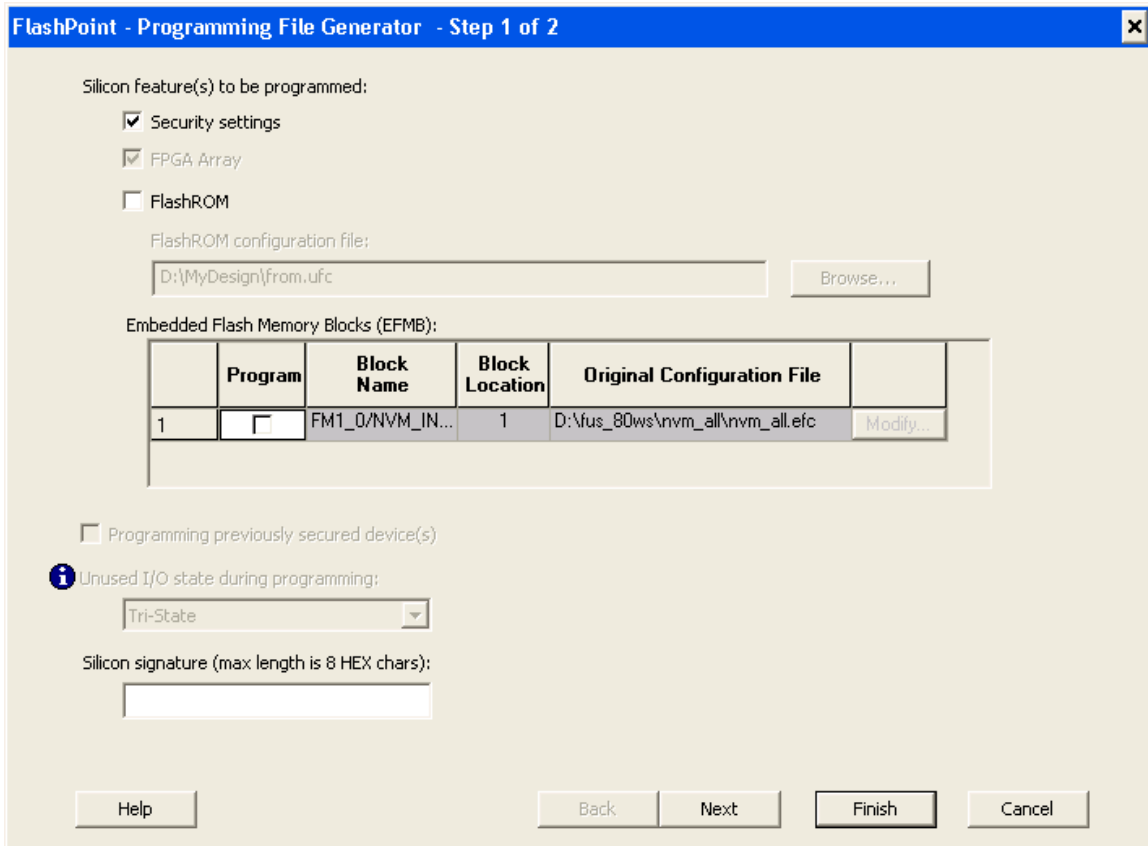 FlashPoint - Programming File Generator - Step 1 of 2
Silicon feature(s) to be programmed:
Security settings
FPGA Array
FlashROM
FlashROM configuration file:
D:\MyDesign\from.ufc
Browse...
Embedded Flash Memory Blocks (EFMB):
Program Block Name Block Location Original Configuration File
1 FM1_0/NVM_IN... 1 D:\fus_80ws\nvm_all\nvm_all.efc Modify...
Programming previously secured device(s)
Unused I/O state during programming:
Tri-State
Silicon signature (max length is 8 HEX chars):
Help Back Next Finish Cancel